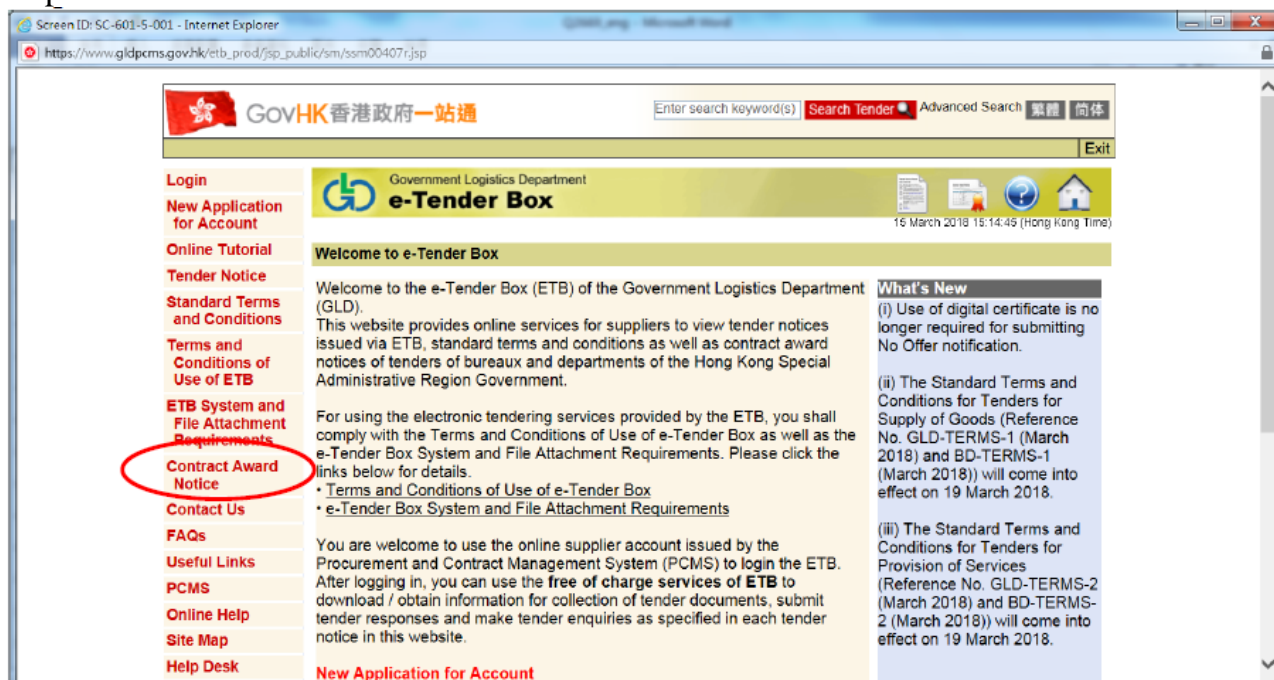 Screen ID: SC-601-5-001 - Internet Explorer
Q2660_eng - Microsoft Word
https://www.gldpcms.gov.hk/etb_prod/jsp_public/sm/ssm00407r.jsp
GovHK香港政府一站通
Enter search keyword(s) Search Tender Advanced Search 繁體 简体
Exit
Login
New Application
for Account
Online Tutorial
Tender Notice
Standard Terms
and Conditions
Terms and
Conditions of
Use of ETB
ETB System and
File Attachment
Requirements
Contract Award
Notice
Contact Us
FAQs
Useful Links
PCMS
Online Help
Site Map
Help Desk
Government Logistics Department
e-Tender Box
15 March 2018 15:14:45 (Hong Kong Time)
Welcome to e-Tender Box
Welcome to the e-Tender Box (ETB) of the Government Logistics Department
(GLD).
This website provides online services for suppliers to view tender notices
issued via ETB, standard terms and conditions as well as contract award
notices of tenders of bureaux and departments of the Hong Kong Special
Administrative Region Government.
For using the electronic tendering services provided by the ETB, you shall
comply with the Terms and Conditions of Use of e-Tender Box as well as the
e-Tender Box System and File Attachment Requirements. Please click the
links below for details.
• Terms and Conditions of Use of e-Tender Box
• e-Tender Box System and File Attachment Requirements
You are welcome to use the online supplier account issued by the
Procurement and Contract Management System (PCMS) to login the ETB.
After logging in, you can use the free of charge services of ETB to
download / obtain information for collection of tender documents, submit
tender responses and make tender enquiries as specified in each tender
notice in this website.
New Application for Account
What's New
(i) Use of digital certificate is no
longer required for submitting
No Offer notification.
(ii) The Standard Terms and
Conditions for Tenders for
Supply of Goods (Reference
No. GLD-TERMS-1 (March
2018) and BD-TERMS-1
(March 2018)) will come into
effect on 19 March 2018.
(iii) The Standard Terms and
Conditions for Tenders for
Provision of Services
(Reference No. GLD-TERMS-2
(March 2018) and BD-TERMS-
2 (March 2018)) will come into
effect on 19 March 2018.